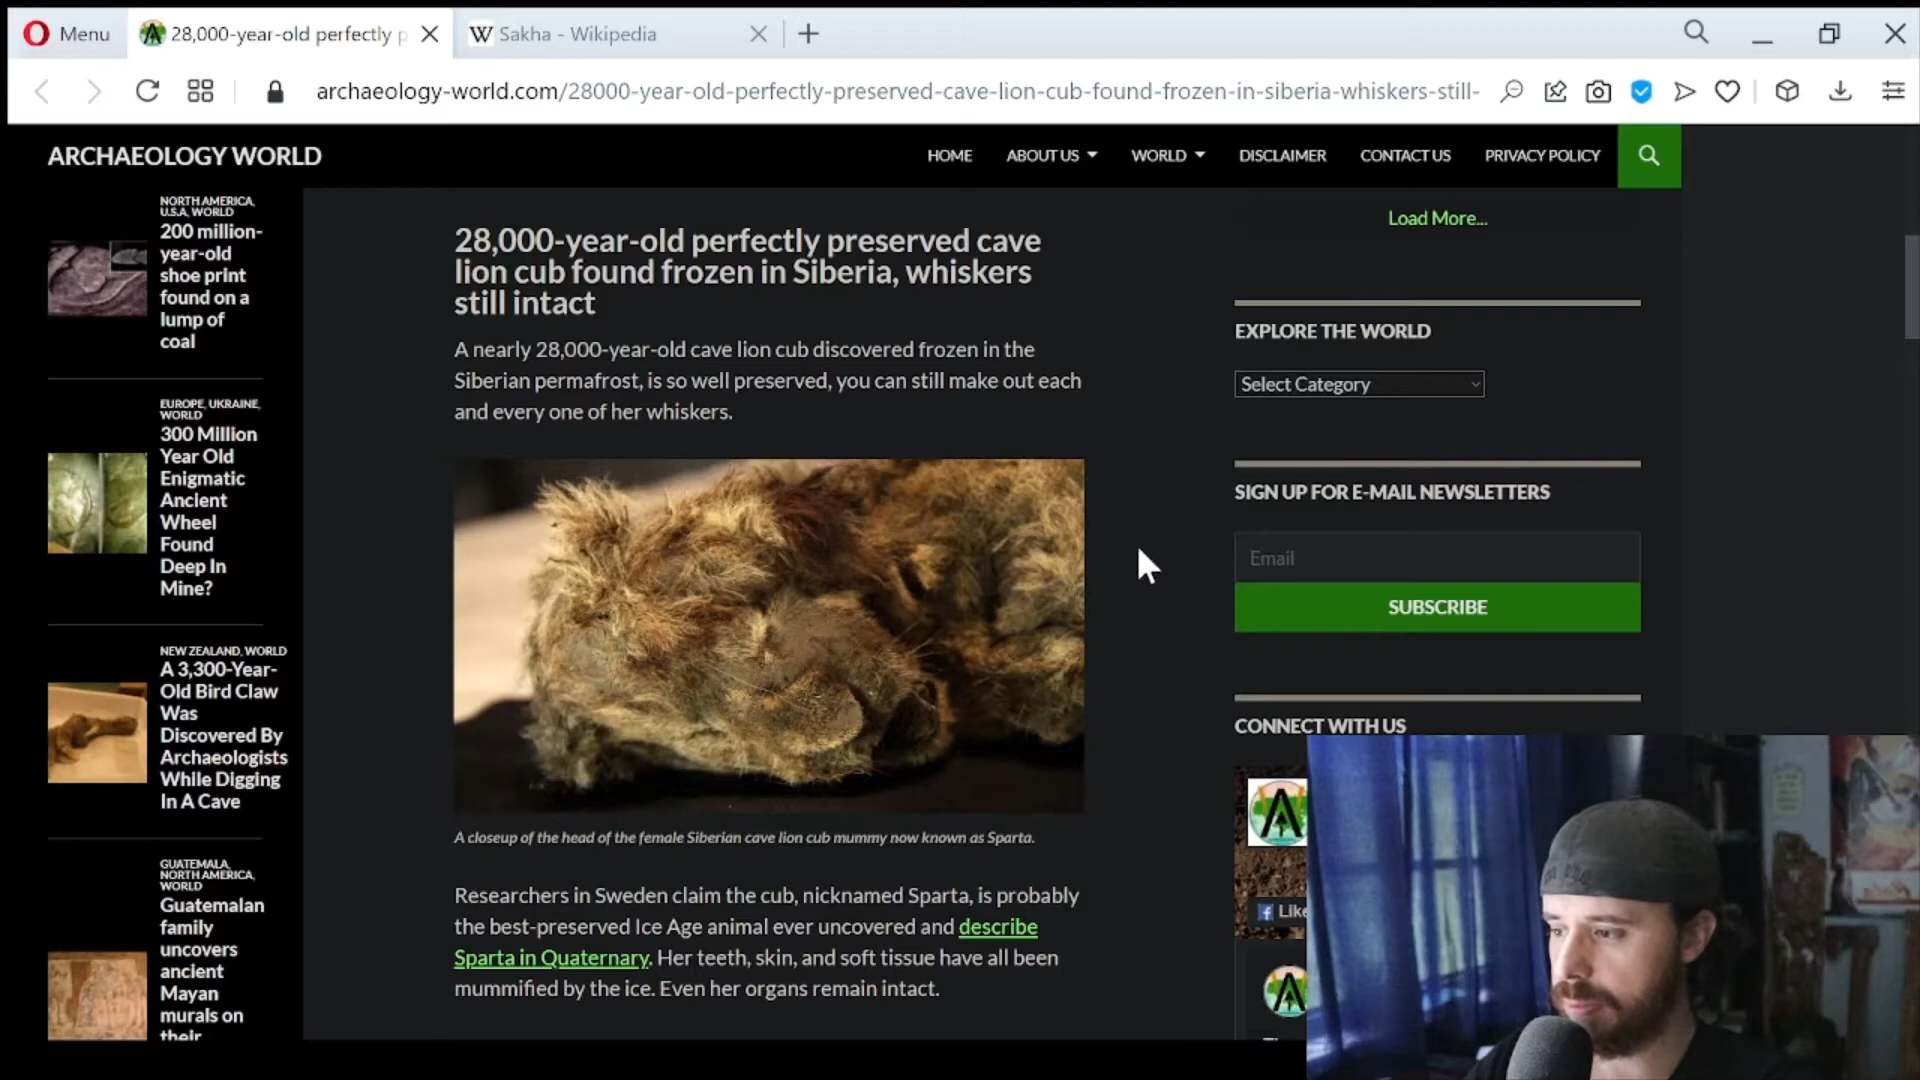 Menu
28,000-year-old perfectly p
Sakha - Wikipedia
archaeology-world.com/28000-year-old-perfectly-preserved-cave-lion-cub-found-frozen-in-siberia-whiskers-still-
ARCHAEOLOGY WORLD
HOME
ABOUT US
WORLD
DISCLAIMER
CONTACT US
PRIVACY POLICY
NORTH AMERICA,
U.S.A, WORLD
200 million-
year-old
shoe print
found on a
lump of
coal
EUROPE, UKRAINE,
WORLD
300 Million
Year Old
Enigmatic
Ancient
Wheel
Found
Deep In
Mine?
NEW ZEALAND, WORLD
A 3,300-Year-
Old Bird Claw
Was
Discovered By
Archaeologists
While Digging
In A Cave
GUATEMALA,
NORTH AMERICA,
WORLD
Guatemalan
family
uncovers
ancient
Mayan
murals on
their
28,000-year-old perfectly preserved cave
lion cub found frozen in Siberia, whiskers
still intact
A nearly 28,000-year-old cave lion cub discovered frozen in the
Siberian permafrost, is so well preserved, you can still make out each
and every one of her whiskers.
A closeup of the head of the female Siberian cave lion cub mummy now known as Sparta.
Researchers in Sweden claim the cub, nicknamed Sparta, is probably
the best-preserved Ice Age animal ever uncovered and describe
Sparta in Quaternary. Her teeth, skin, and soft tissue have all been
mummified by the ice. Even her organs remain intact.
Load More...
EXPLORE THE WORLD
Select Category
SIGN UP FOR E-MAIL NEWSLETTERS
Email
SUBSCRIBE
CONNECT WITH US
Like